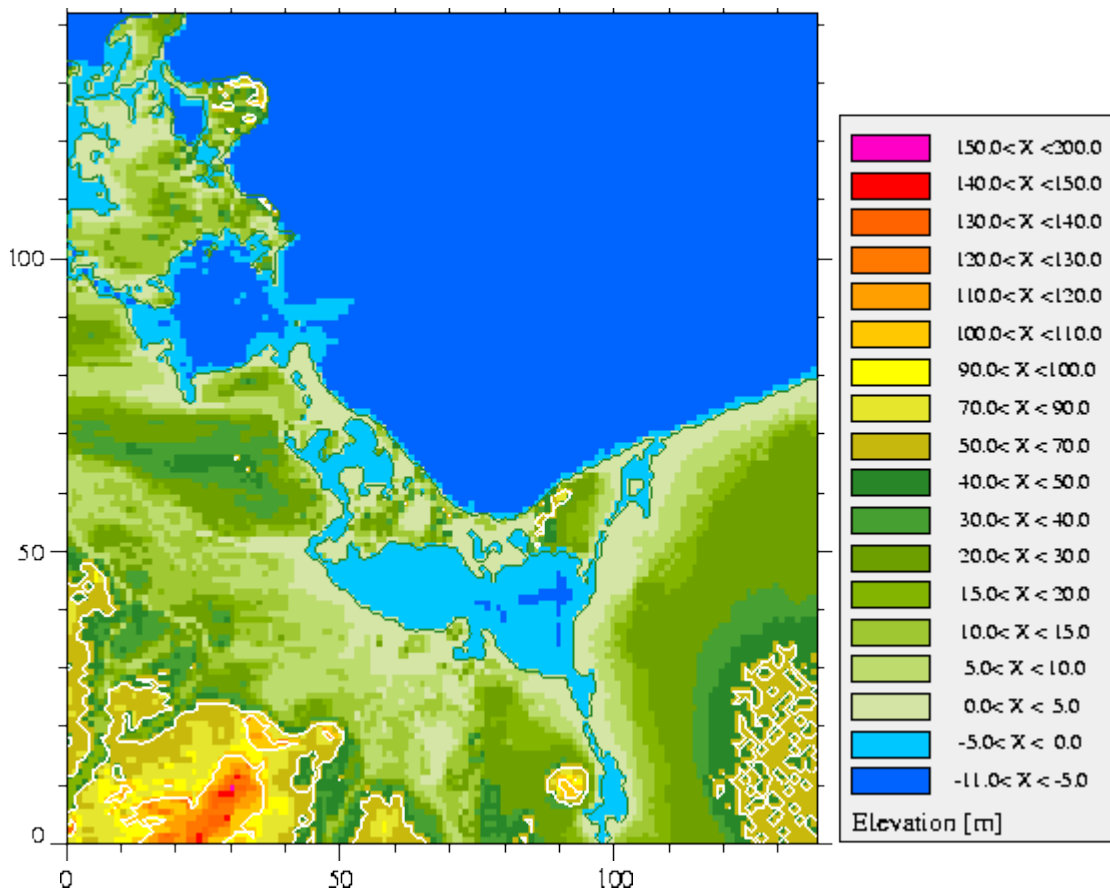 150.0< X <200.0
140.0< X <150.0
130.0< X <140.0
120.0< X <130.0
110.0< X <120.0
100.0< X <110.0
90.0< X <100.0
70.0< X < 90.0
50.0< X < 70.0
40.0< X < 50.0
30.0< X < 40.0
20.0< X < 30.0
15.0< X < 20.0
10.0< X < 15.0
5.0< X < 10.0
0.0< X < 5.0
-5.0< X < 0.0
-11.0< X < -5.0
Elevation [m]
100
50
0
0 50 100